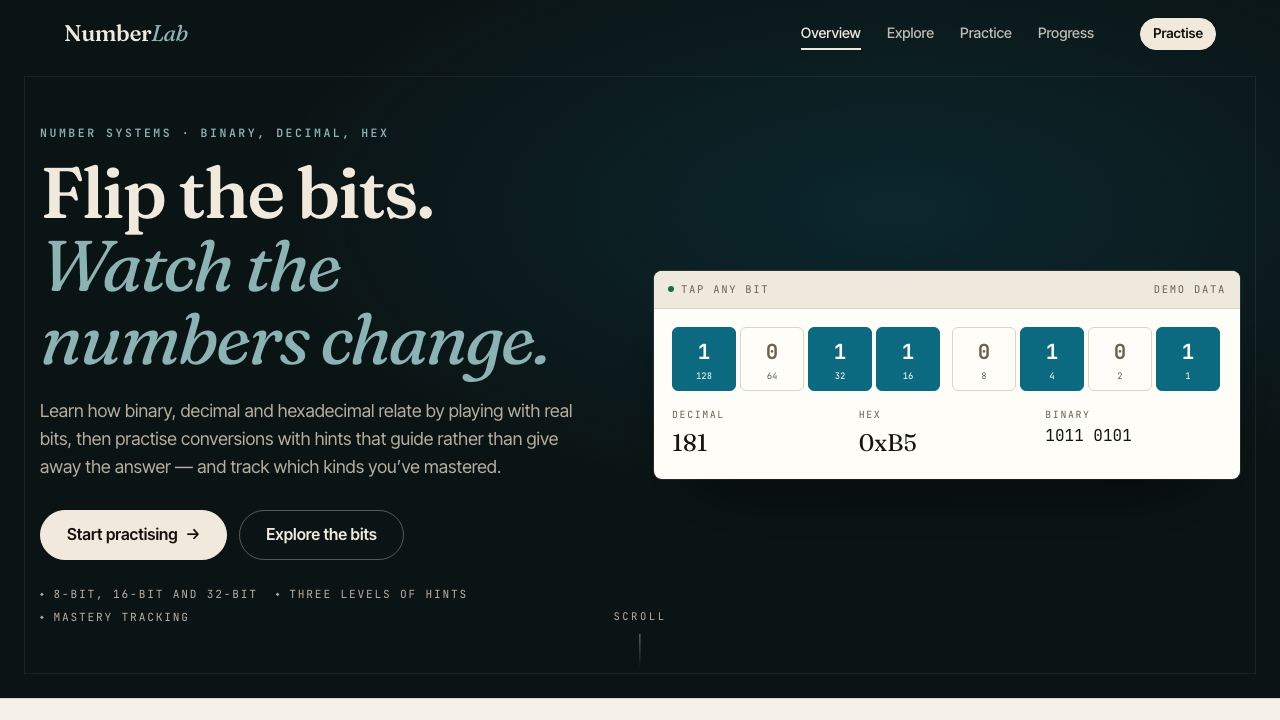 NumberLab
Overview Explore Practice Progress Practise
NUMBER SYSTEMS · BINARY, DECIMAL, HEX
Flip the bits.
Watch the
numbers change.
Learn how binary, decimal and hexadecimal relate by playing with real
bits, then practise conversions with hints that guide rather than give
away the answer — and track which kinds you’ve mastered.
Start practising →
Explore the bits
8-BIT, 16-BIT AND 32-BIT
THREE LEVELS OF HINTS
MASTERY TRACKING
TAP ANY BIT
DEMO DATA
1 0 1 1 0 1 0 1
128 64 32 16 8 4 2 1
DECIMAL HEX BINARY
181 0xB5 1011 0101
SCROLL